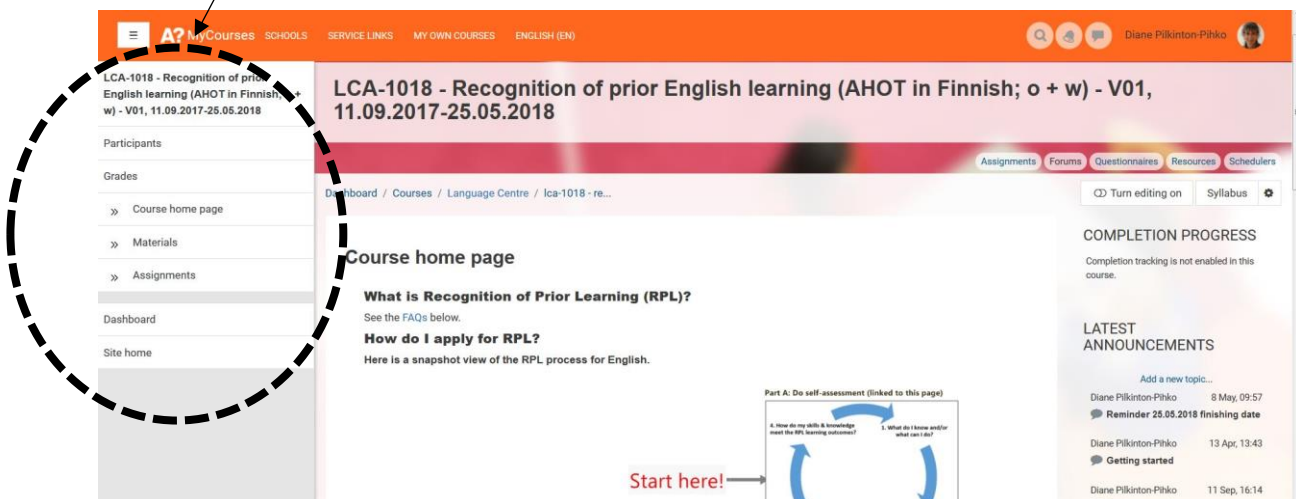 A? MyCourses SCHOOLS SERVICE LINKS MY OWN COURSES ENGLISH (EN) Diane Pilkinton-Pihko
LCA-1018 - Recognition of prior
English learning (AHOT in Finnish; o +
w) - V01, 11.09.2017-25.05.2018
Participants
Grades
» Course home page
» Materials
» Assignments
Dashboard
Site home
LCA-1018 - Recognition of prior English learning (AHOT in Finnish; o + w) - V01,
11.09.2017-25.05.2018
Assignments Forums Questionnaires Resources Schedulers
Dashboard / Courses / Language Centre / lca-1018 - re...
Turn editing on Syllabus
Course home page
What is Recognition of Prior Learning (RPL)?
See the FAQs below.
How do I apply for RPL?
Here is a snapshot view of the RPL process for English.
Part A: Do self-assessment (linked to this page)
4. How do my skills & knowledge
meet the RPL learning outcomes?
1. What do I know and/or
what can I do?
Start here!
COMPLETION PROGRESS
Completion tracking is not enabled in this
course.
LATEST
ANNOUNCEMENTS
Add a new topic...
Diane Pilkinton-Pihko 8 May, 09:57
Reminder 25.05.2018 finishing date
Diane Pilkinton-Pihko 13 Apr, 13:43
Getting started
Diane Pilkinton-Pihko 11 Sep, 16:14